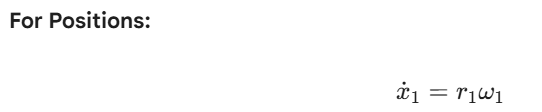 For Positions:
ẋ₁ = r₁ω₁